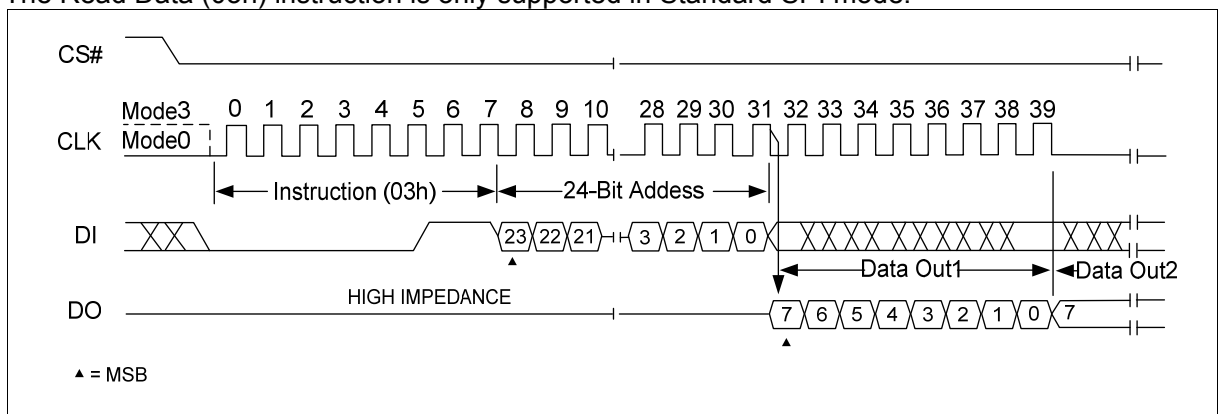 The Read Data (03h) instruction is only supported in Standard SPI mode.
CS#
Mode3 0 1 2 3 4 5 6 7 8 9 10 28 29 30 31 32 33 34 35 36 37 38 39
CLK Mode0
Instruction (03h) 24-Bit Addess
DI 23 22 21 3 2 1 0
Data Out1 Data Out2
HIGH IMPEDANCE
DO 7 6 5 4 3 2 1 0 7
▲ = MSB